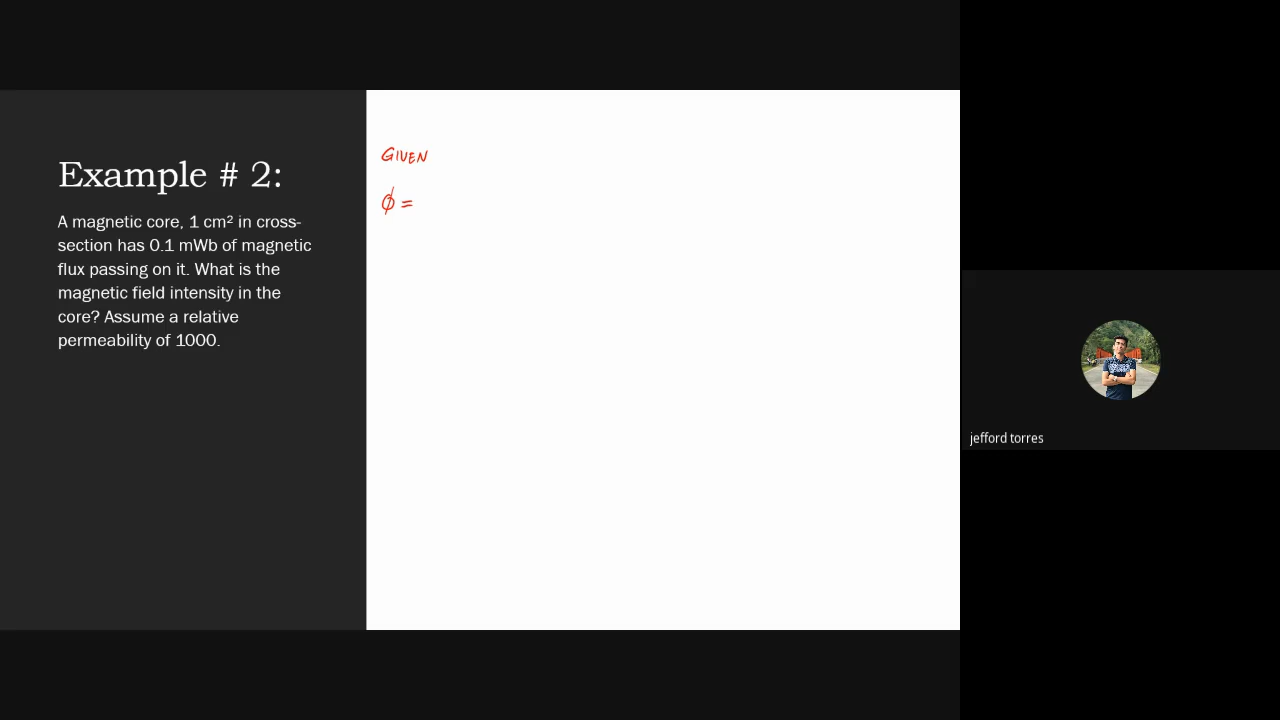 Example # 2:
A magnetic core, 1 cm² in cross-
section has 0.1 mWb of magnetic
flux passing on it. What is the
magnetic field intensity in the
core? Assume a relative
permeability of 1000.
GIVEN
ϕ =
jefford torres